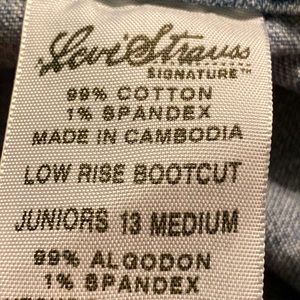 Levi Strauss
SIGNATURE™
99% COTTON
1% SPANDEX
MADE IN CAMBODIA
LOW RISE BOOTCUT
JUNIORS 13 MEDIUM
99% ALGODON
1% SPANDEX